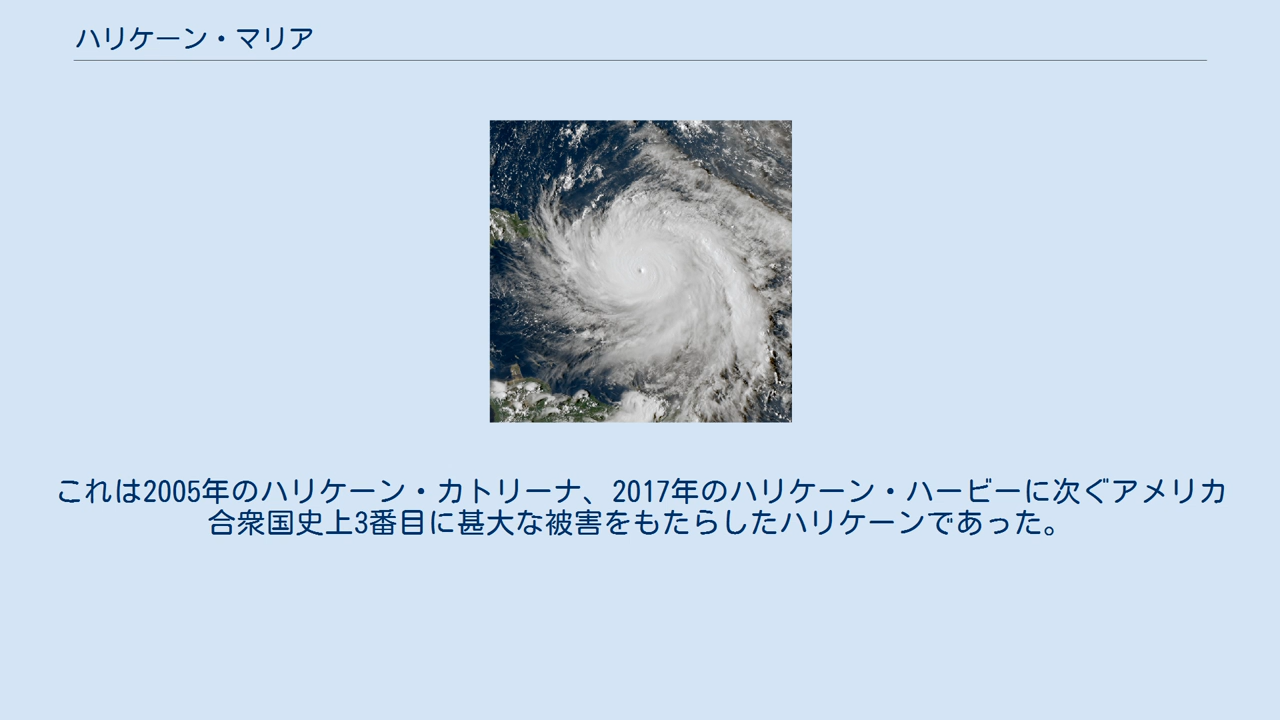 ハリケーン・マリア
これは2005年のハリケーン・カトリーナ、2017年のハリケーン・ハービーに次ぐアメリカ
合衆国史上3番目に甚大な被害をもたらしたハリケーンであった。